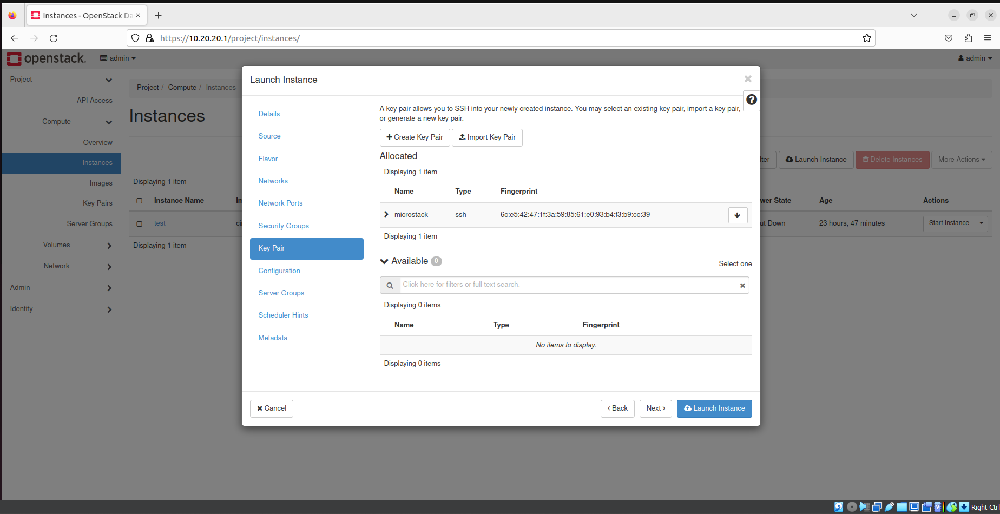 Instances - OpenStack Da
https://10.20.20.1/project/instances/
openstack. admin admin
Project
API Access
Compute
Overview
Instances
Images
Key Pairs
Server Groups
Volumes
Network
Admin
Identity
Project / Compute / Instances
Instances
Launch Instance Delete Instances More Actions
Displaying 1 item
Instance Name Age Actions
test 23 hours, 47 minutes Start Instance
Displaying 1 item
Launch Instance
Details
Source
Flavor
Networks
Network Ports
Security Groups
Key Pair
Configuration
Server Groups
Scheduler Hints
Metadata
A key pair allows you to SSH into your newly created instance. You may select an existing key pair, import a key pair,
or generate a new key pair.
Create Key Pair Import Key Pair
Allocated
Displaying 1 item
Name Type Fingerprint
microstack ssh 6c:e5:42:47:1f:3a:59:85:61:e0:93:b4:f3:b9:cc:39
Displaying 1 item
Available 0 Select one
Click here for filters or full text search.
Displaying 0 items
Name Type Fingerprint
No items to display.
Displaying 0 items
Cancel ‹ Back Next › Launch Instance
Right Ctrl